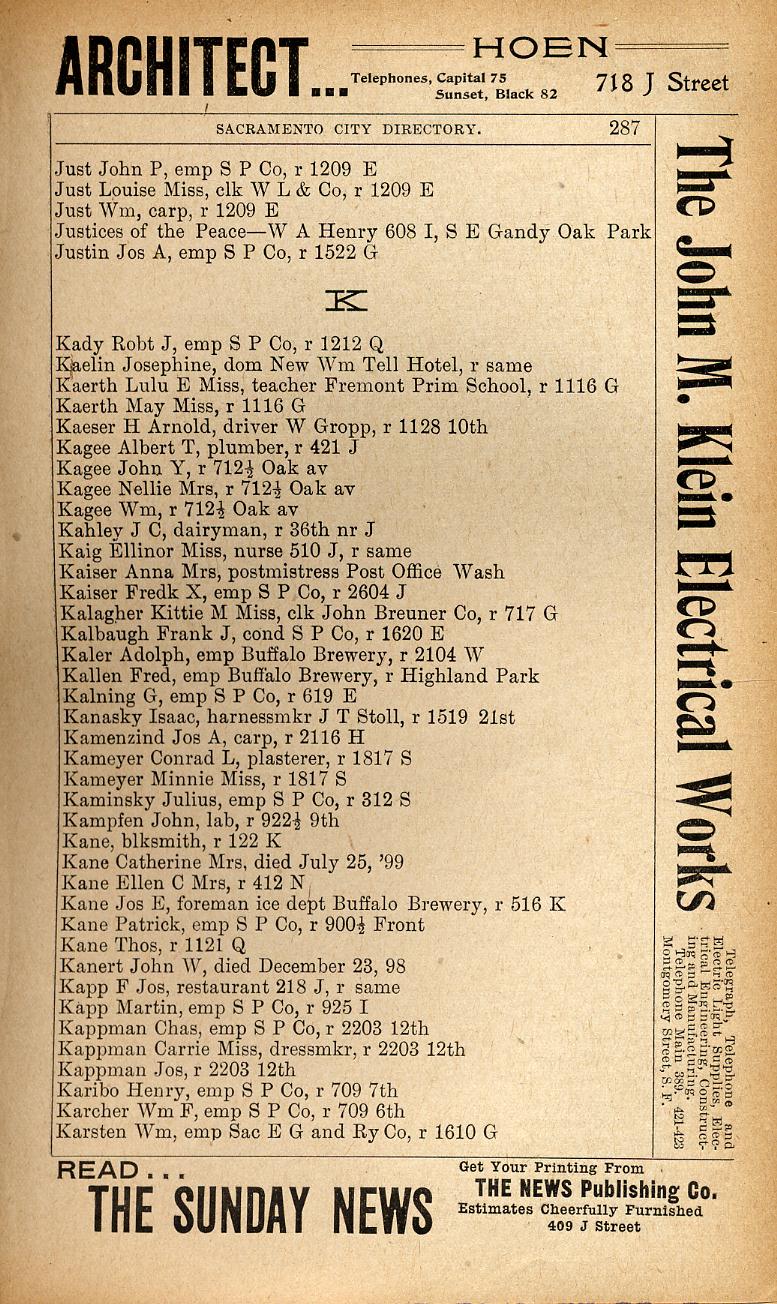 ARCHITECT... HOEN
Telephones, Capital 75
Sunset, Black 82
718 J Street
SACRAMENTO CITY DIRECTORY. 287
Just John P, emp S P Co, r 1209 E
Just Louise Miss, clk W L & Co, r 1209 E
Just Wm, carp, r 1209 E
Justices of the Peace—W A Henry 608 I, S E Gandy Oak Park
Justin Jos A, emp S P Co, r 1522 G
K
Kady Robt J, emp S P Co, r 1212 Q
Kaelin Josephine, dom New Wm Tell Hotel, r same
Kaerth Lulu E Miss, teacher Fremont Prim School, r 1116 G
Kaerth May Miss, r 1116 G
Kaeser H Arnold, driver W Gropp, r 1128 10th
Kagee Albert T, plumber, r 421 J
Kagee John Y, r 712½ Oak av
Kagee Nellie Mrs, r 712½ Oak av
Kagee Wm, r 712½ Oak av
Kahley J C, dairyman, r 36th nr J
Kaig Ellinor Miss, nurse 510 J, r same
Kaiser Anna Mrs, postmistress Post Office Wash
Kaiser Fredk X, emp S P Co, r 2604 J
Kalagher Kittie M Miss, clk John Breuner Co, r 717 G
Kalbaugh Frank J, cond S P Co, r 1620 E
Kaler Adolph, emp Buffalo Brewery, r 2104 W
Kallen Fred, emp Buffalo Brewery, r Highland Park
Kalning G, emp S P Co, r 619 E
Kanasky Isaac, harnessmkr J T Stoll, r 1519 21st
Kamenzind Jos A, carp, r 2116 H
Kameyer Conrad L, plasterer, r 1817 S
Kameyer Minnie Miss, r 1817 S
Kaminsky Julius, emp S P Co, r 312 S
Kampfen John, lab, r 922½ 9th
Kane, blksmith, r 122 K
Kane Catherine Mrs, died July 25, '99
Kane Ellen C Mrs, r 412 N
Kane Jos E, foreman ice dept Buffalo Brewery, r 516 K
Kane Patrick, emp S P Co, r 900½ Front
Kane Thos, r 1121 Q
Kanert John W, died December 23, 98
Kapp F Jos, restaurant 218 J, r same
Kapp Martin, emp S P Co, r 925 I
Kappman Chas, emp S P Co, r 2203 12th
Kappman Carrie Miss, dressmkr, r 2203 12th
Kappman Jos, r 2203 12th
Karibo Henry, emp S P Co, r 709 7th
Karcher Wm F, emp S P Co, r 709 6th
Karsten Wm, emp Sac E G and Ry Co, r 1610 G
The John M. Klein Electrical Works
Telegraph, Telephone and
Electric Light Supplies, Elec-
trical Engineering, Construct-
ing and Manufacturing.
Telephone Main 389. 421-423
Montgomery Street, S. F.
READ...
THE SUNDAY NEWS
Get Your Printing From
THE NEWS Publishing Co.
Estimates Cheerfully Furnished
409 J Street